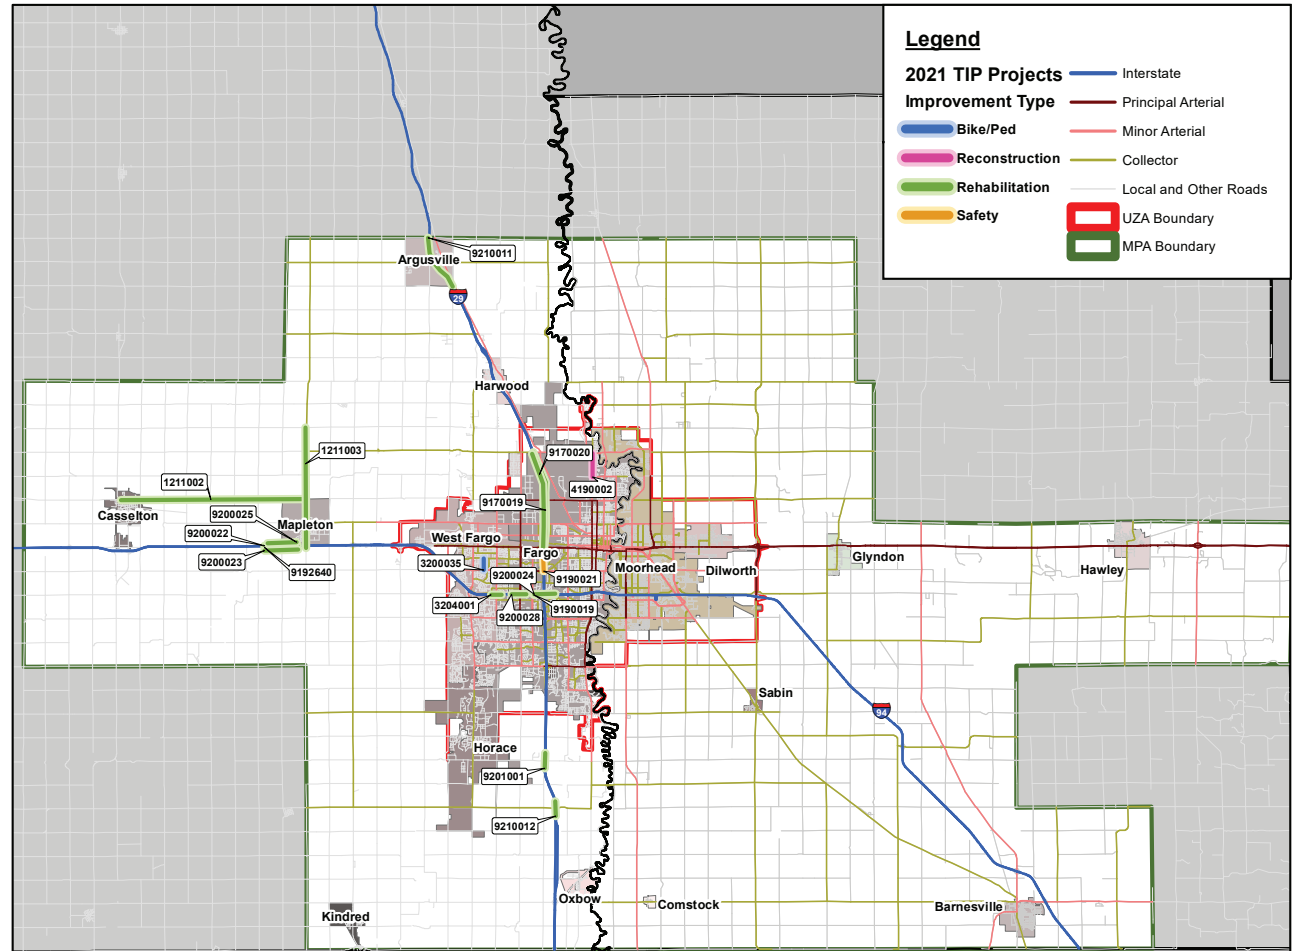 Legend
2021 TIP Projects
Improvement Type
Bike/Ped
Reconstruction
Rehabilitation
Safety
Interstate
Principal Arterial
Minor Arterial
Collector
Local and Other Roads
UZA Boundary
MPA Boundary
9210011
Argusville
29
Harwood
1211003
9170020
1211002
4190002
9170019
Casselton
9200025
Mapleton
9200022
West Fargo
Fargo
9200023
9192640
3200035
9200024
9190021
Moorhead
Dilworth
Glyndon
Hawley
3204001
9200028
9190019
Sabin
94
Horace
9201001
9210012
Oxbow
Comstock
Barnesville
Kindred